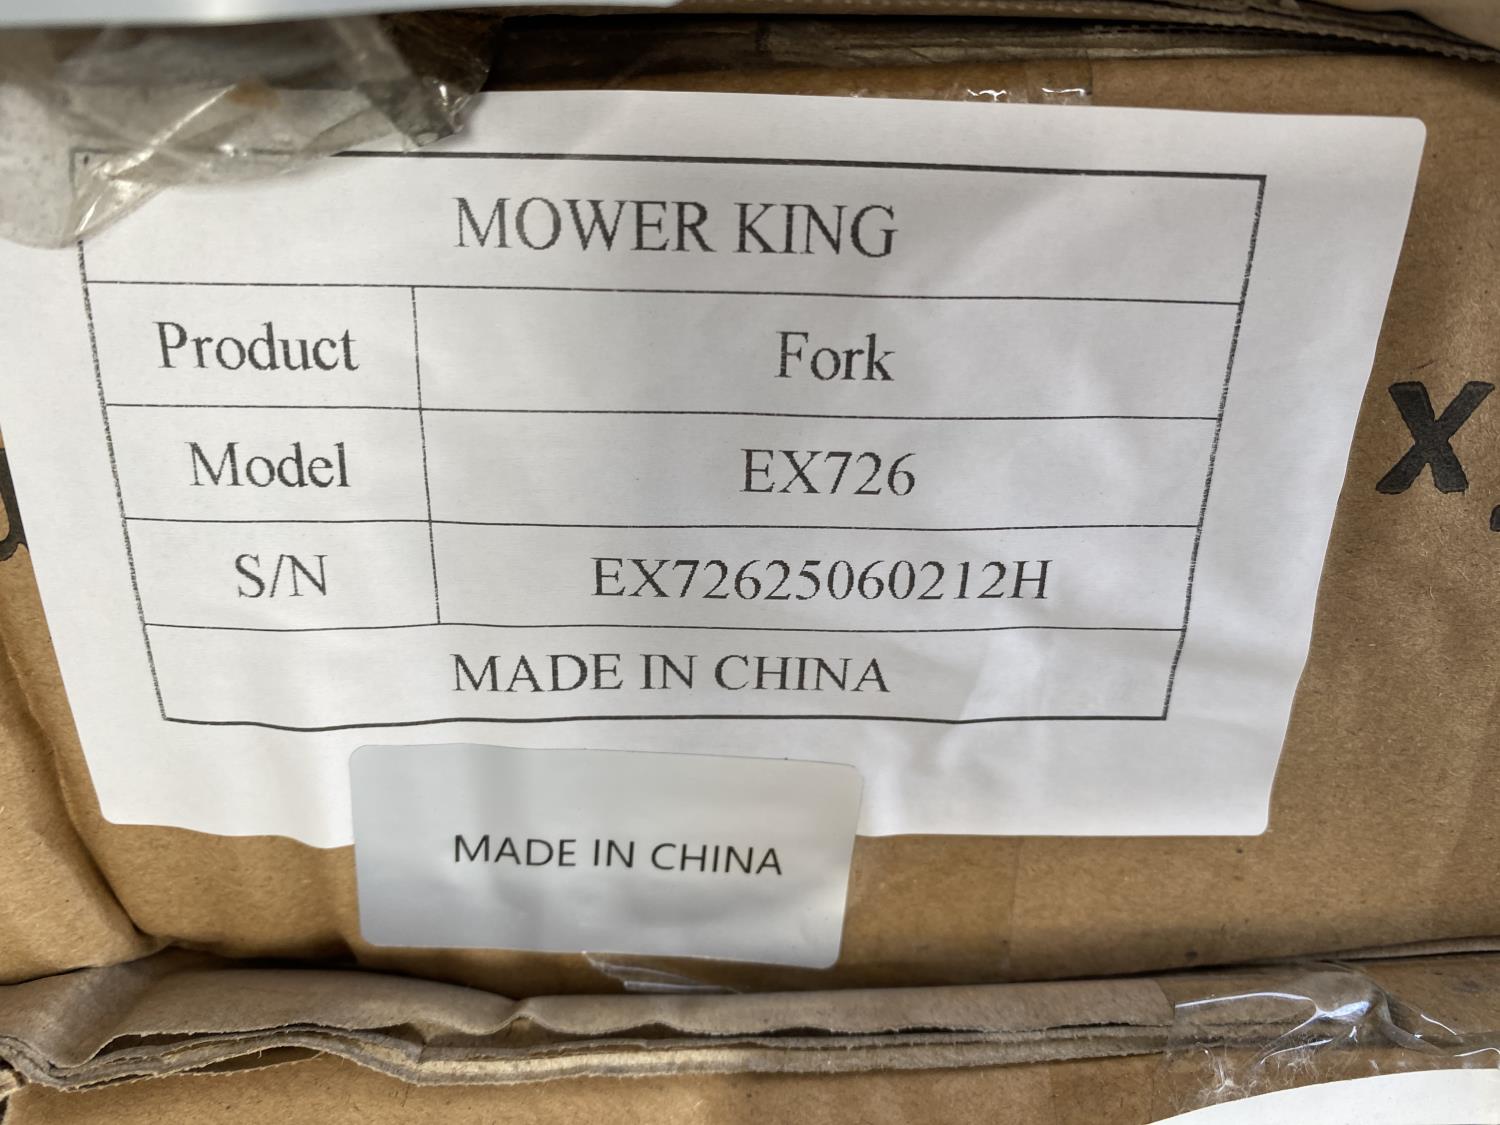 MOWER KING
Product Fork
Model EX726
S/N EX72625060212H
MADE IN CHINA
MADE IN CHINA